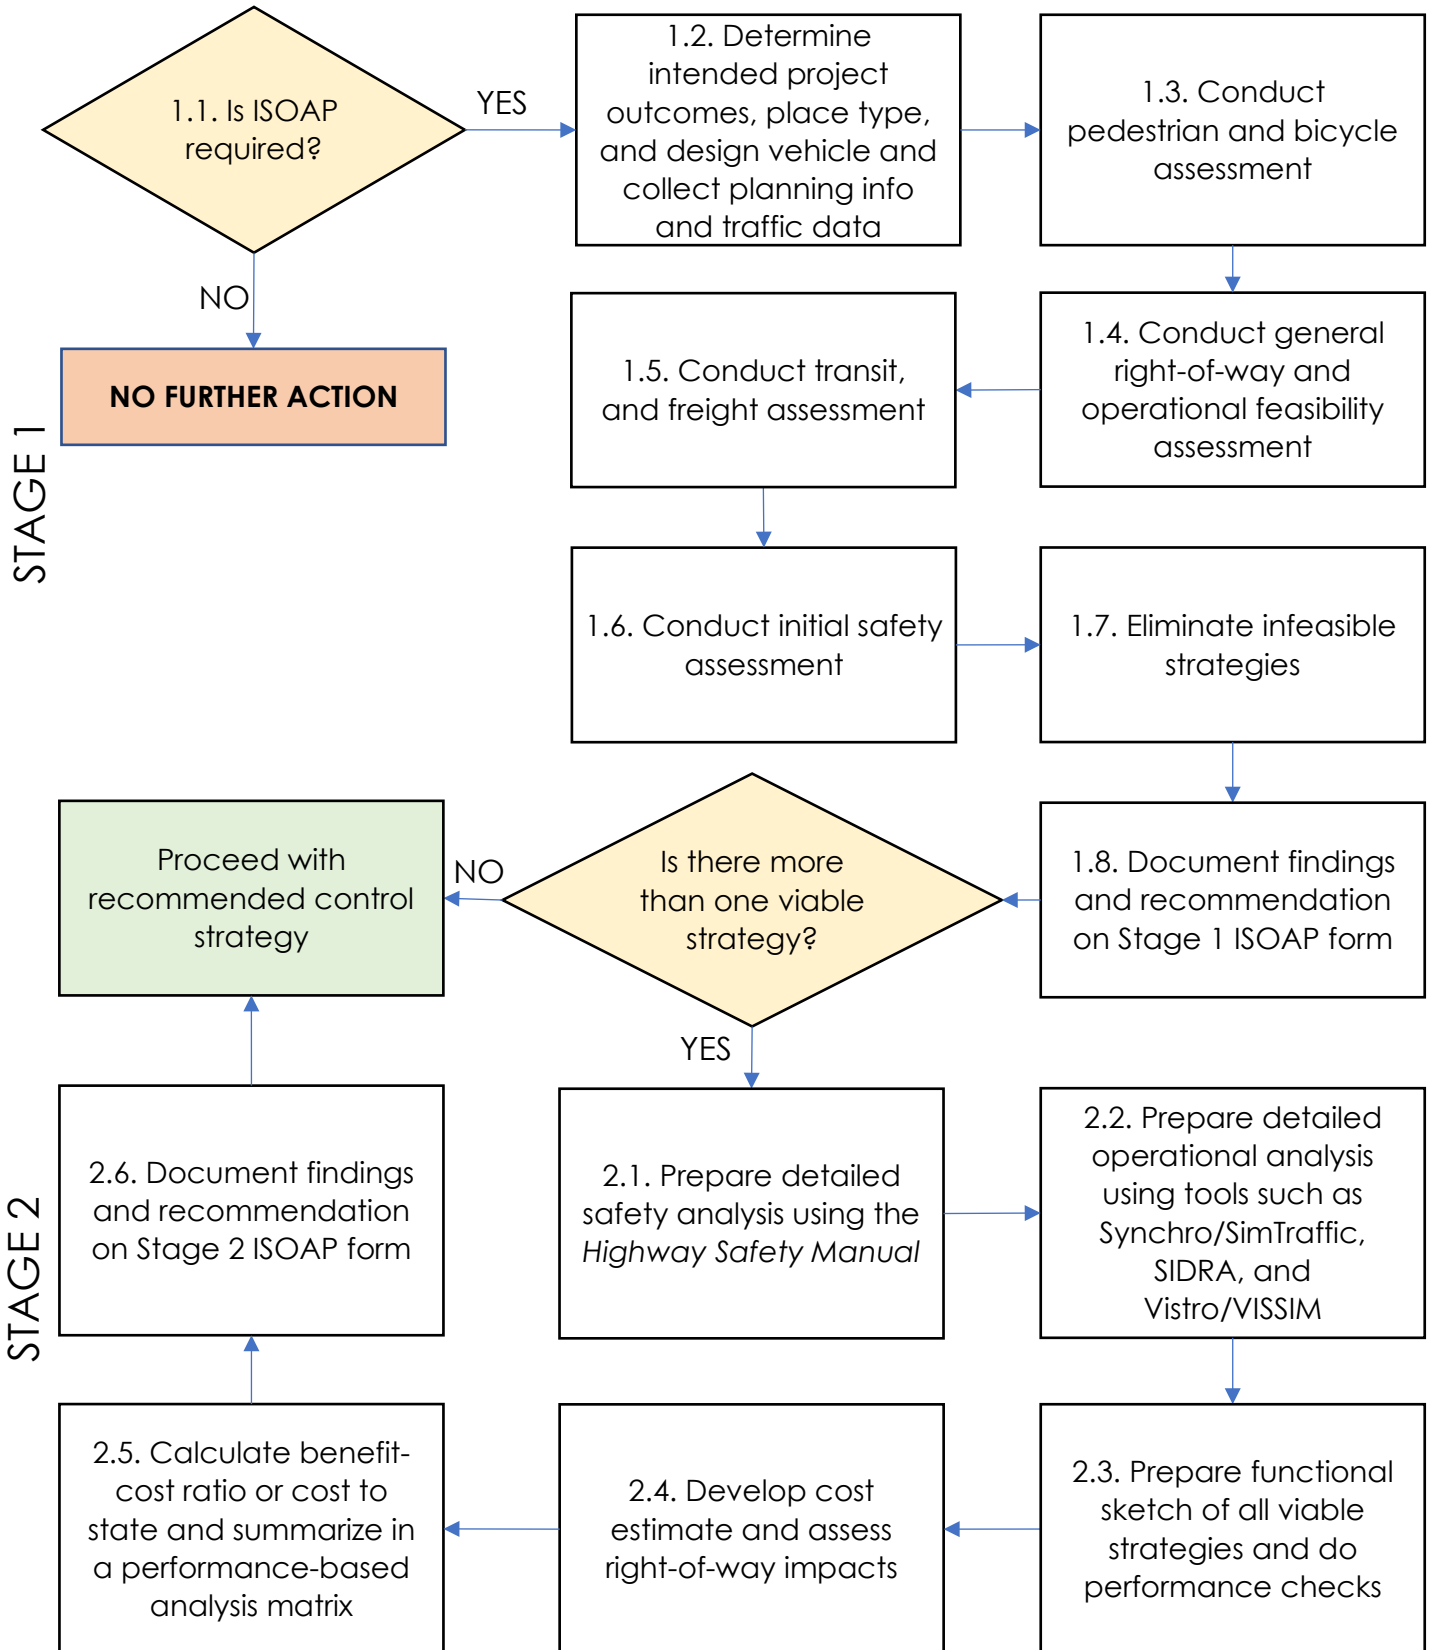 1.1. Is ISOAP
required?
YES
1.2. Determine
intended project
outcomes, place type,
and design vehicle and
collect planning info
and traffic data
1.3. Conduct
pedestrian and bicycle
assessment
NO
NO FURTHER ACTION
1.4. Conduct general
right-of-way and
operational feasibility
assessment
1.5. Conduct transit,
and freight assessment
STAGE 1
1.6. Conduct initial safety
assessment
1.7. Eliminate infeasible
strategies
1.8. Document findings
and recommendation
on Stage 1 ISOAP form
Is there more
than one viable
strategy?
NO
Proceed with
recommended control
strategy
YES
STAGE 2
2.1. Prepare detailed
safety analysis using the
Highway Safety Manual
2.2. Prepare detailed
operational analysis
using tools such as
Synchro/SimTraffic,
SIDRA, and
Vistro/VISSIM
2.3. Prepare functional
sketch of all viable
strategies and do
performance checks
2.4. Develop cost
estimate and assess
right-of-way impacts
2.5. Calculate benefit-
cost ratio or cost to
state and summarize in
a performance-based
analysis matrix
2.6. Document findings
and recommendation
on Stage 2 ISOAP form